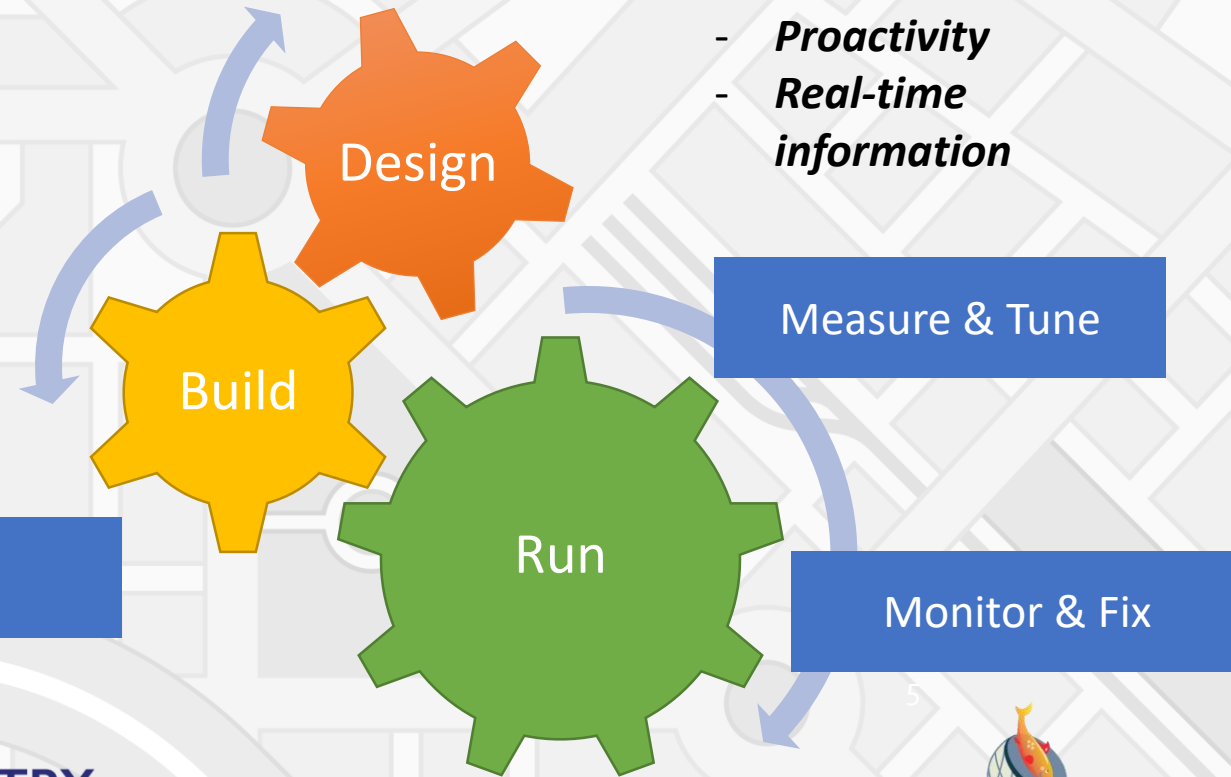 - Proactivity
- Real-time
information
Design
Measure & Tune
Build
Run
Monitor & Fix
5